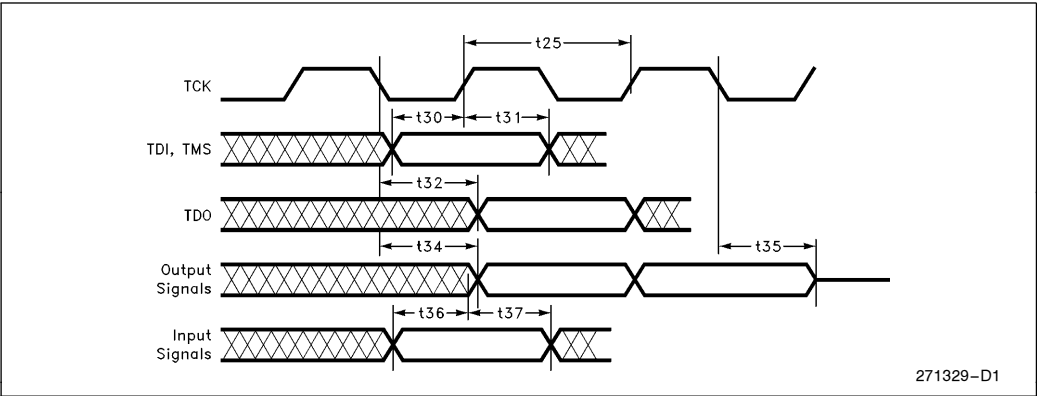 t25
TCK
t30 t31
TDI, TMS
t32
TDO
t34 t35
Output
Signals
t36 t37
Input
Signals
271329-D1